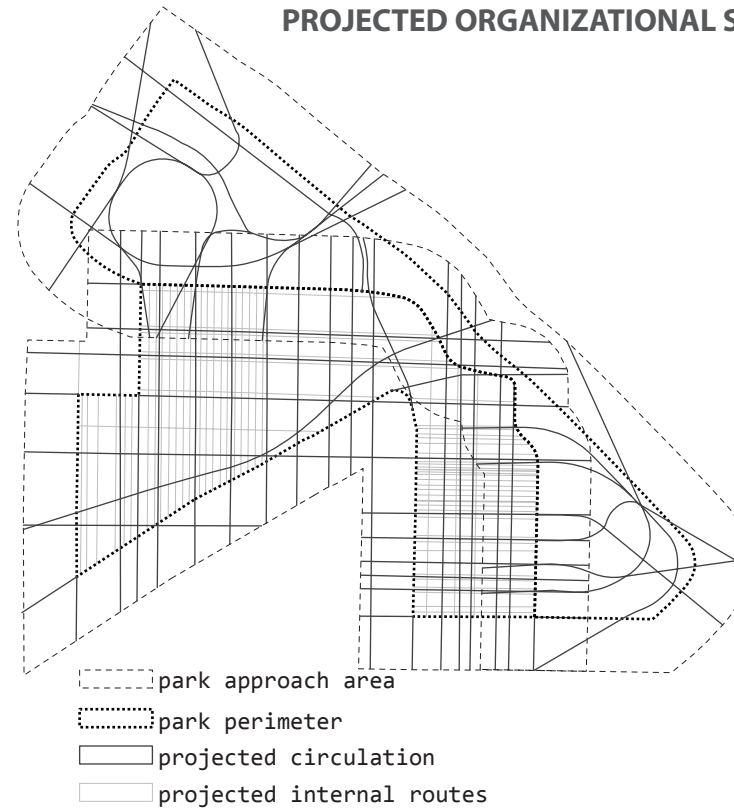 PROJECTED ORGANIZATIONAL S
park approach area
park perimeter
projected circulation
projected internal routes